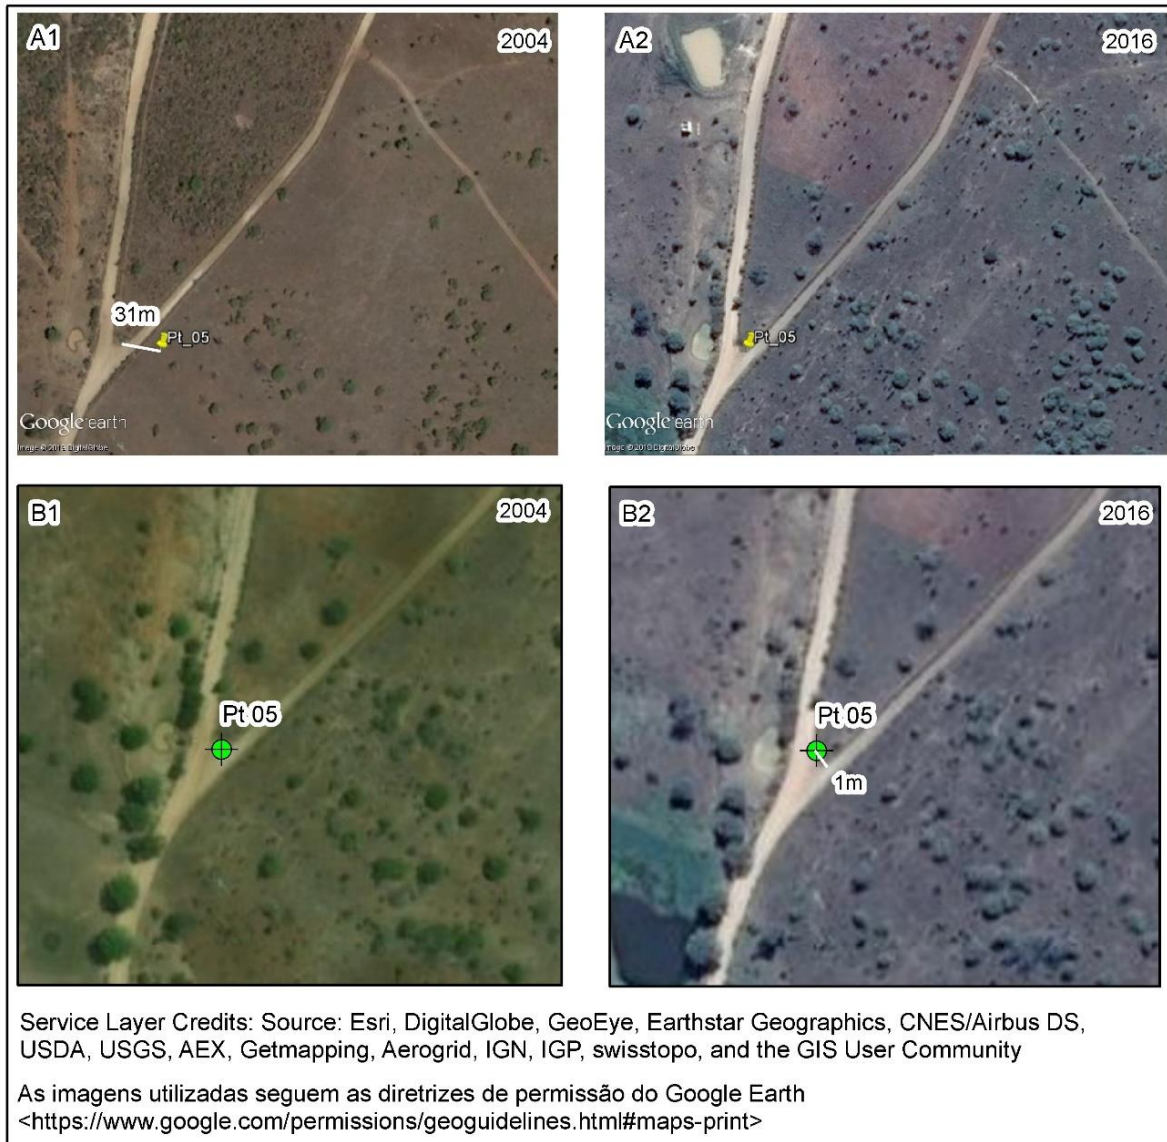 A1
2004
31m
Pt_05
Google earth
A2
2016
Pt_05
Google earth
B1
2004
Pt 05
B2
2016
Pt 05
1m
Service Layer Credits: Source: Esri, DigitalGlobe, GeoEye, Earthstar Geographics, CNES/Airbus DS,
USDA, USGS, AEX, Getmapping, Aerogrid, IGN, IGP, swisstopo, and the GIS User Community
As imagens utilizadas seguem as diretrizes de permissão do Google Earth
<https://www.google.com/permissions/geoguidelines.html#maps-print>